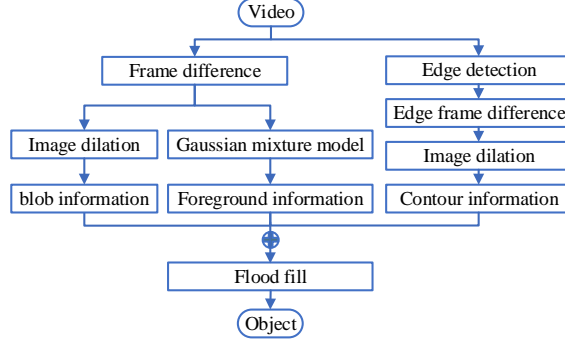 Video
Frame difference
Edge detection
Edge frame difference
Image dilation
Gaussian mixture model
Image dilation
blob information
Foreground information
Contour information
Flood fill
Object